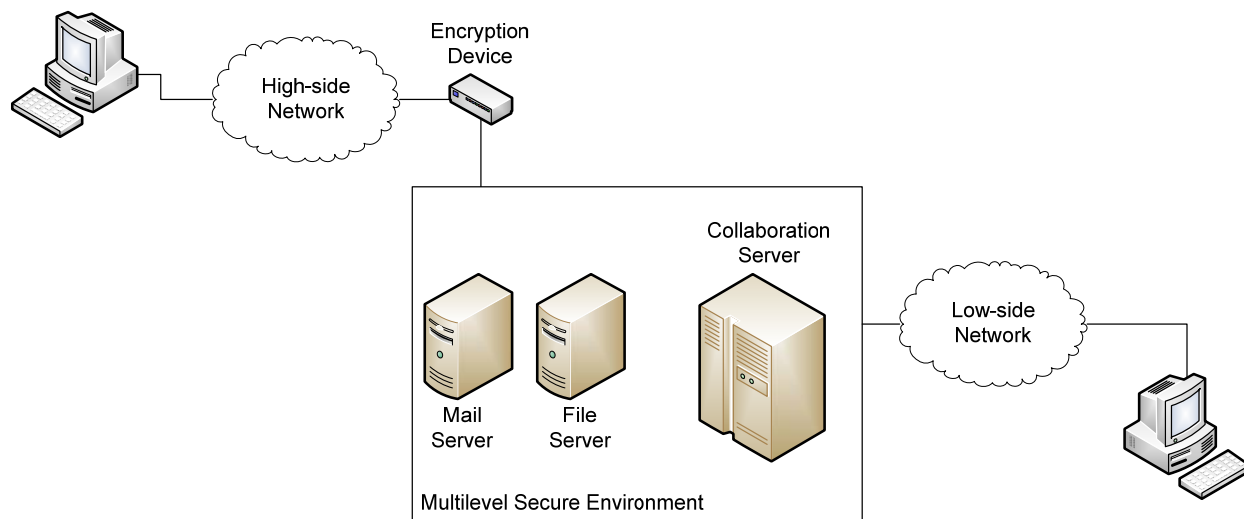 Encryption
Device
High-side
Network
Collaboration
Server
Low-side
Network
Mail
Server
File
Server
Multilevel Secure Environment